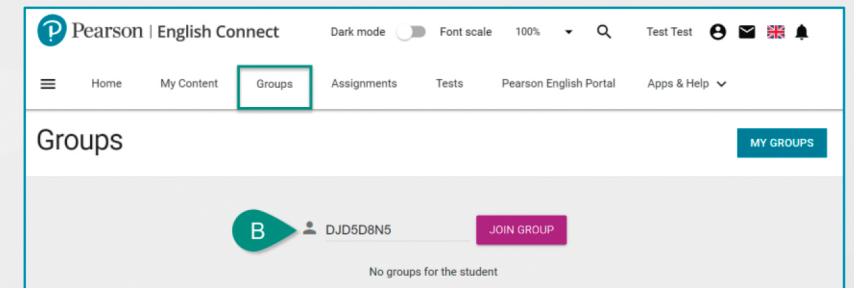 Pearson | English Connect Dark mode Font scale 100% Test Test
Home My Content Groups Assignments Tests Pearson English Portal Apps & Help
Groups MY GROUPS
B DJD5D8N5 JOIN GROUP
No groups for the student